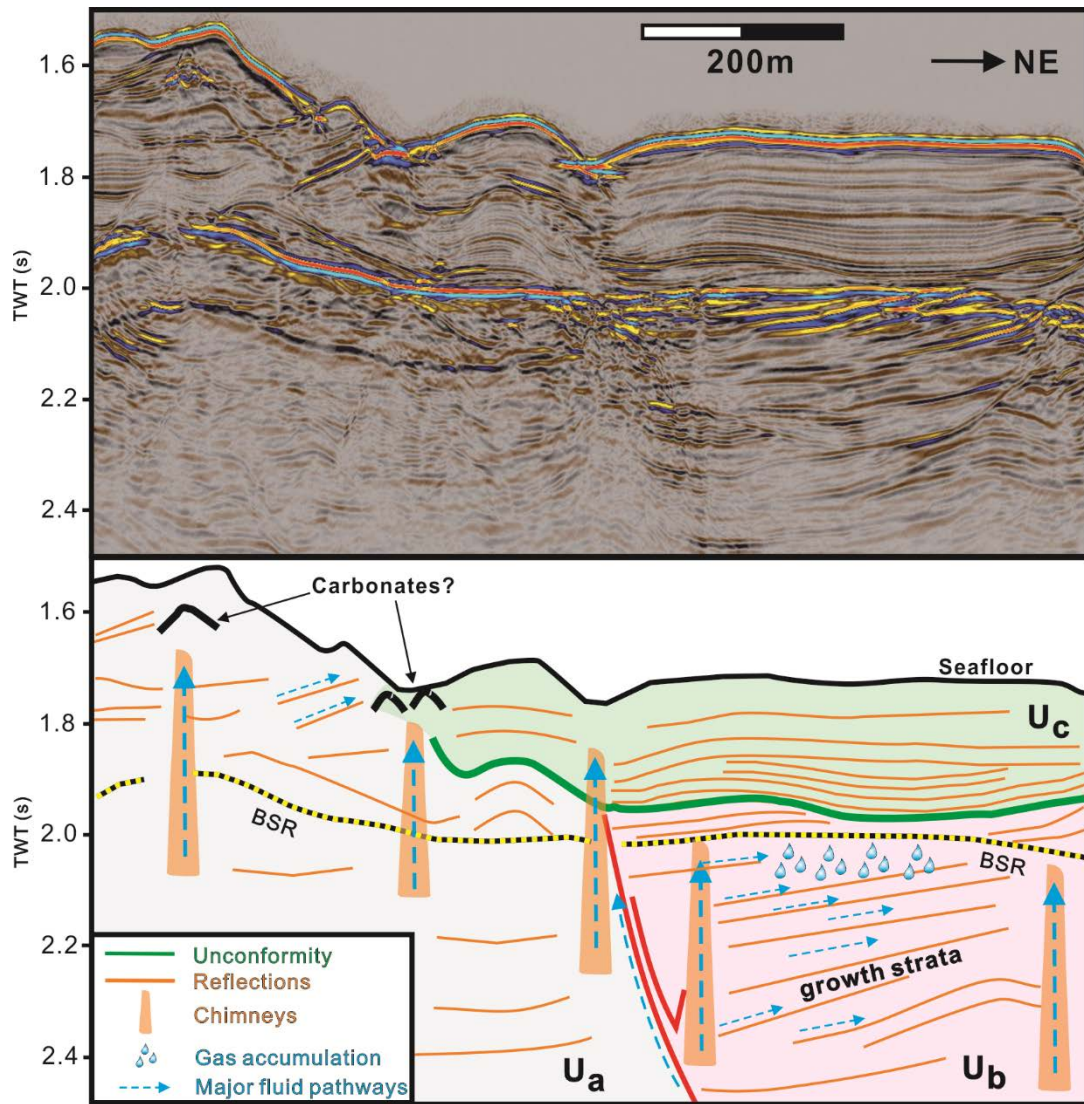 200m
NE
1.6
1.8
2.0
2.2
2.4
TWT (s)
Carbonates?
Seafloor
Uc
BSR
BSR
growth strata
Ua
Ub
1.6
1.8
2.0
2.2
2.4
TWT (s)
Unconformity
Reflections
Chimneys
Gas accumulation
Major fluid pathways